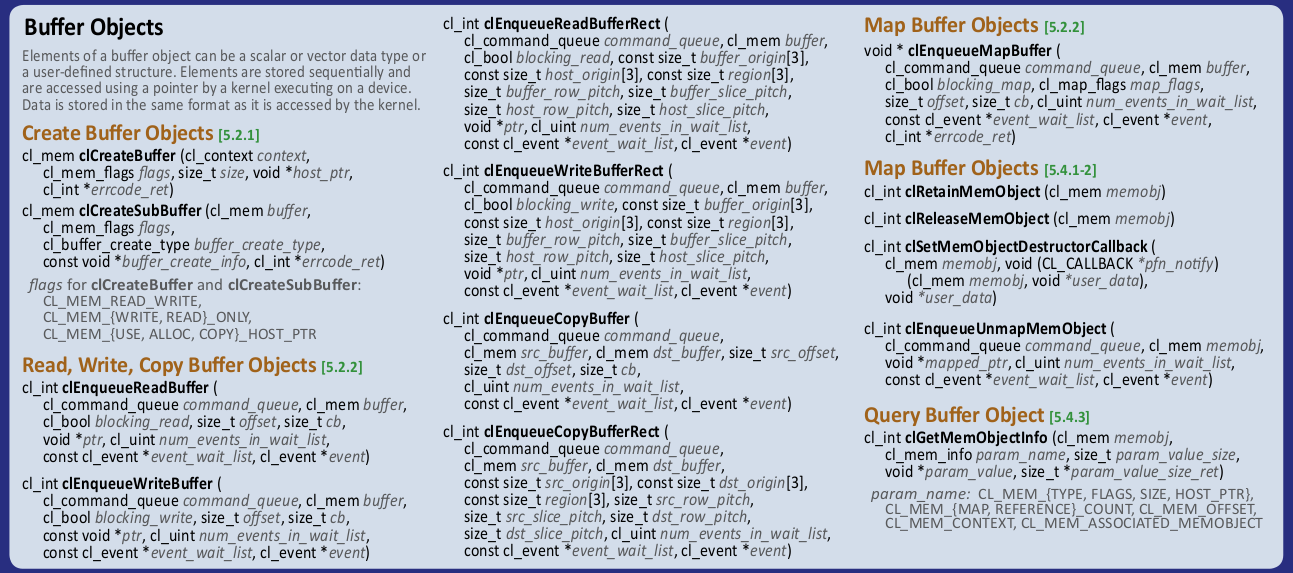 Buffer Objects
Elements of a buffer object can be a scalar or vector data type or
a user-defined structure. Elements are stored sequentially and
are accessed using a pointer by a kernel executing on a device.
Data is stored in the same format as it is accessed by the kernel.
Create Buffer Objects [5.2.1]
cl_mem clCreateBuffer (cl_context context,
cl_mem_flags flags, size_t size, void *host_ptr,
cl_int *errcode_ret)
cl_mem clCreateSubBuffer (cl_mem buffer,
cl_mem_flags flags,
cl_buffer_create_type buffer_create_type,
const void *buffer_create_info, cl_int *errcode_ret)
flags for clCreateBuffer and clCreateSubBuffer:
CL_MEM_READ_WRITE,
CL_MEM_{WRITE, READ}_ONLY,
CL_MEM_{USE, ALLOC, COPY}_HOST_PTR
Read, Write, Copy Buffer Objects [5.2.2]
cl_int clEnqueueReadBuffer (
cl_command_queue command_queue, cl_mem buffer,
cl_bool blocking_read, size_t offset, size_t cb,
void *ptr, cl_uint num_events_in_wait_list,
const cl_event *event_wait_list, cl_event *event)
cl_int clEnqueueWriteBuffer (
cl_command_queue command_queue, cl_mem buffer,
cl_bool blocking_write, size_t offset, size_t cb,
const void *ptr, cl_uint num_events_in_wait_list,
const cl_event *event_wait_list, cl_event *event)
cl_int clEnqueueReadBufferRect (
cl_command_queue command_queue, cl_mem buffer,
cl_bool blocking_read, const size_t buffer_origin[3],
const size_t host_origin[3], const size_t region[3],
size_t buffer_row_pitch, size_t buffer_slice_pitch,
size_t host_row_pitch, size_t host_slice_pitch,
void *ptr, cl_uint num_events_in_wait_list,
const cl_event *event_wait_list, cl_event *event)
cl_int clEnqueueWriteBufferRect (
cl_command_queue command_queue, cl_mem buffer,
cl_bool blocking_write, const size_t buffer_origin[3],
const size_t host_origin[3], const size_t region[3],
size_t buffer_row_pitch, size_t buffer_slice_pitch,
size_t host_row_pitch, size_t host_slice_pitch,
void *ptr, cl_uint num_events_in_wait_list,
const cl_event *event_wait_list, cl_event *event)
cl_int clEnqueueCopyBuffer (
cl_command_queue command_queue,
cl_mem src_buffer, cl_mem dst_buffer, size_t src_offset,
size_t dst_offset, size_t cb,
cl_uint num_events_in_wait_list,
const cl_event *event_wait_list, cl_event *event)
cl_int clEnqueueCopyBufferRect (
cl_command_queue command_queue,
cl_mem src_buffer, cl_mem dst_buffer,
const size_t src_origin[3], const size_t dst_origin[3],
const size_t region[3], size_t src_row_pitch,
size_t src_slice_pitch, size_t dst_row_pitch,
size_t dst_slice_pitch, cl_uint num_events_in_wait_list,
const cl_event *event_wait_list, cl_event *event)
Map Buffer Objects [5.2.2]
void * clEnqueueMapBuffer (
cl_command_queue command_queue, cl_mem buffer,
cl_bool blocking_map, cl_map_flags map_flags,
size_t offset, size_t cb, cl_uint num_events_in_wait_list,
const cl_event *event_wait_list, cl_event *event,
cl_int *errcode_ret)
Map Buffer Objects [5.4.1-2]
cl_int clRetainMemObject (cl_mem memobj)
cl_int clReleaseMemObject (cl_mem memobj)
cl_int clSetMemObjectDestructorCallback (
cl_mem memobj, void (CL_CALLBACK *pfn_notify)
(cl_mem memobj, void *user_data),
void *user_data)
cl_int clEnqueueUnmapMemObject (
cl_command_queue command_queue, cl_mem memobj,
void *mapped_ptr, cl_uint num_events_in_wait_list,
const cl_event *event_wait_list, cl_event *event)
Query Buffer Object [5.4.3]
cl_int clGetMemObjectInfo (cl_mem memobj,
cl_mem_info param_name, size_t param_value_size,
void *param_value, size_t *param_value_size_ret)
param_name: CL_MEM_{TYPE, FLAGS, SIZE, HOST_PTR},
CL_MEM_{MAP, REFERENCE}_COUNT, CL_MEM_OFFSET,
CL_MEM_CONTEXT, CL_MEM_ASSOCIATED_MEMOBJECT